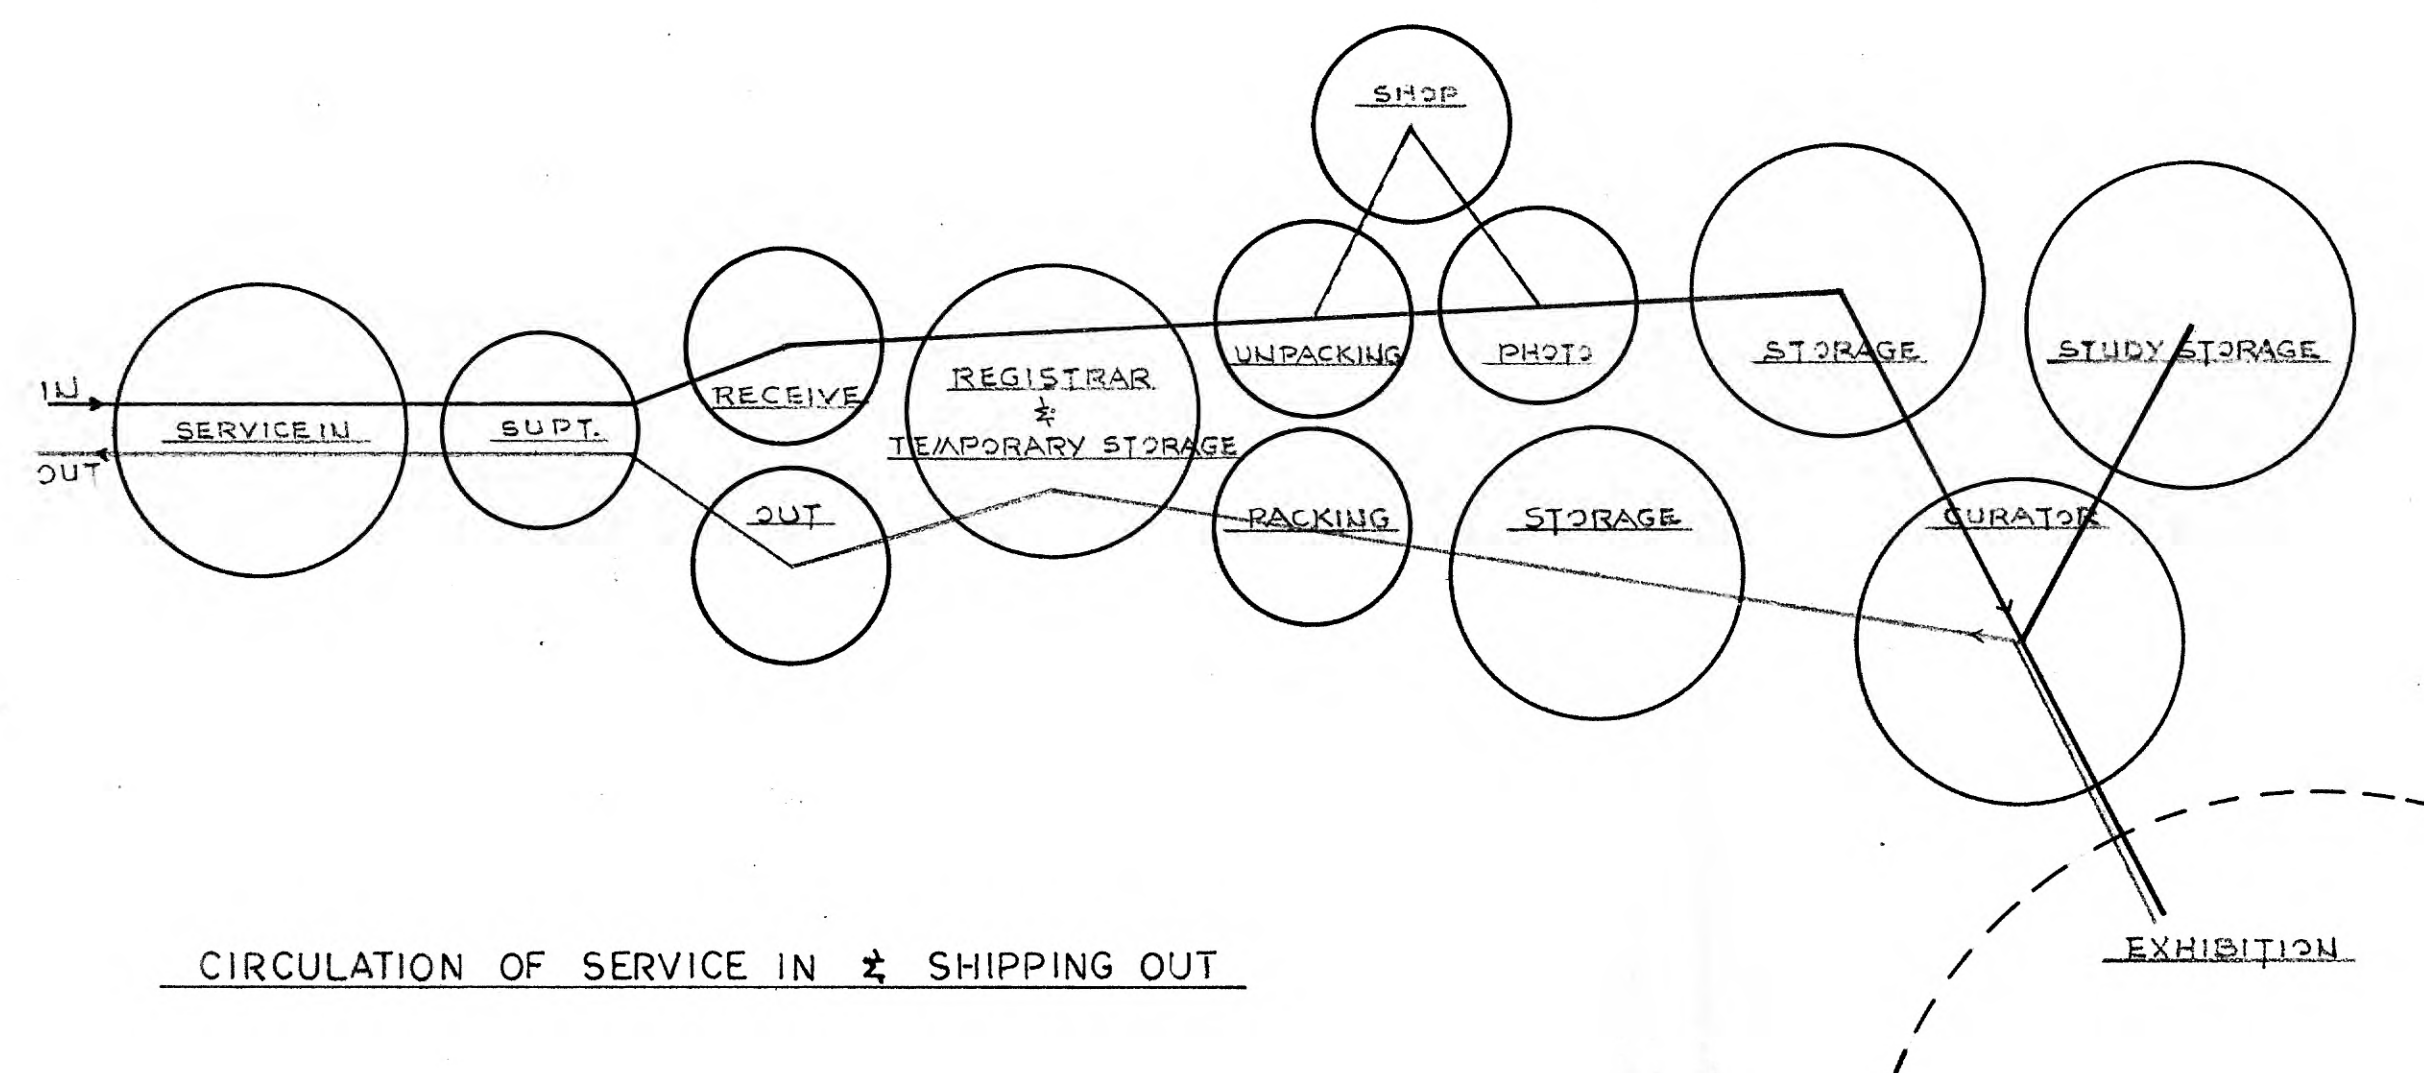 SHOP
UNPACKING
PHOTO
STORAGE
STUDY STORAGE
IN
OUT
SERVICE IN
SUPT.
RECEIVE
REGISTRAR
&
TEMPORARY STORAGE
OUT
PACKING
STORAGE
CURATOR
EXHIBITION
CIRCULATION OF SERVICE IN & SHIPPING OUT